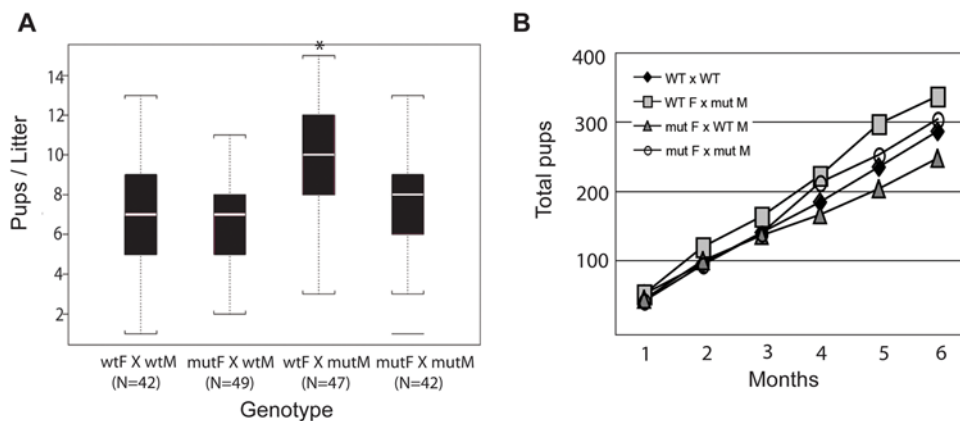 A
Pups / Litter
14
12
10
8
6
4
2
*
wtF X wtM
(N=42)
mutF X wtM
(N=49)
wtF X mutM
(N=47)
mutF X mutM
(N=42)
Genotype
B
Total pups
400
300
200
100
WT x WT
WT F x mut M
mut F x WT M
mut F x mut M
1 2 3 4 5 6
Months